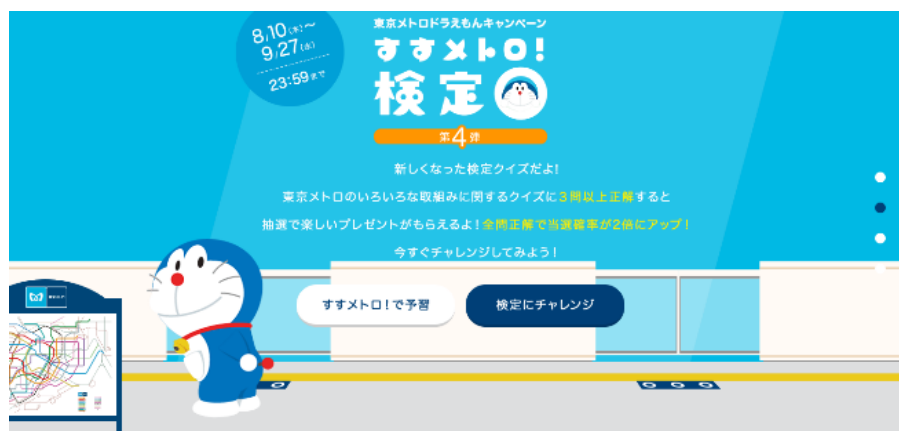 8/10(木)〜
9/27(水)
23:59まで
東京メトロドラえもんキャンペーン
すすメトロ!
検定
第4弾
新しくなった検定クイズだよ!
東京メトロのいろいろな取組みに関するクイズに3問以上正解すると
抽選で楽しいプレゼントがもらえるよ!全問正解で当選確率が2倍にアップ!
今すぐチャレンジしてみよう!
すすメトロ!で予習
検定にチャレンジ